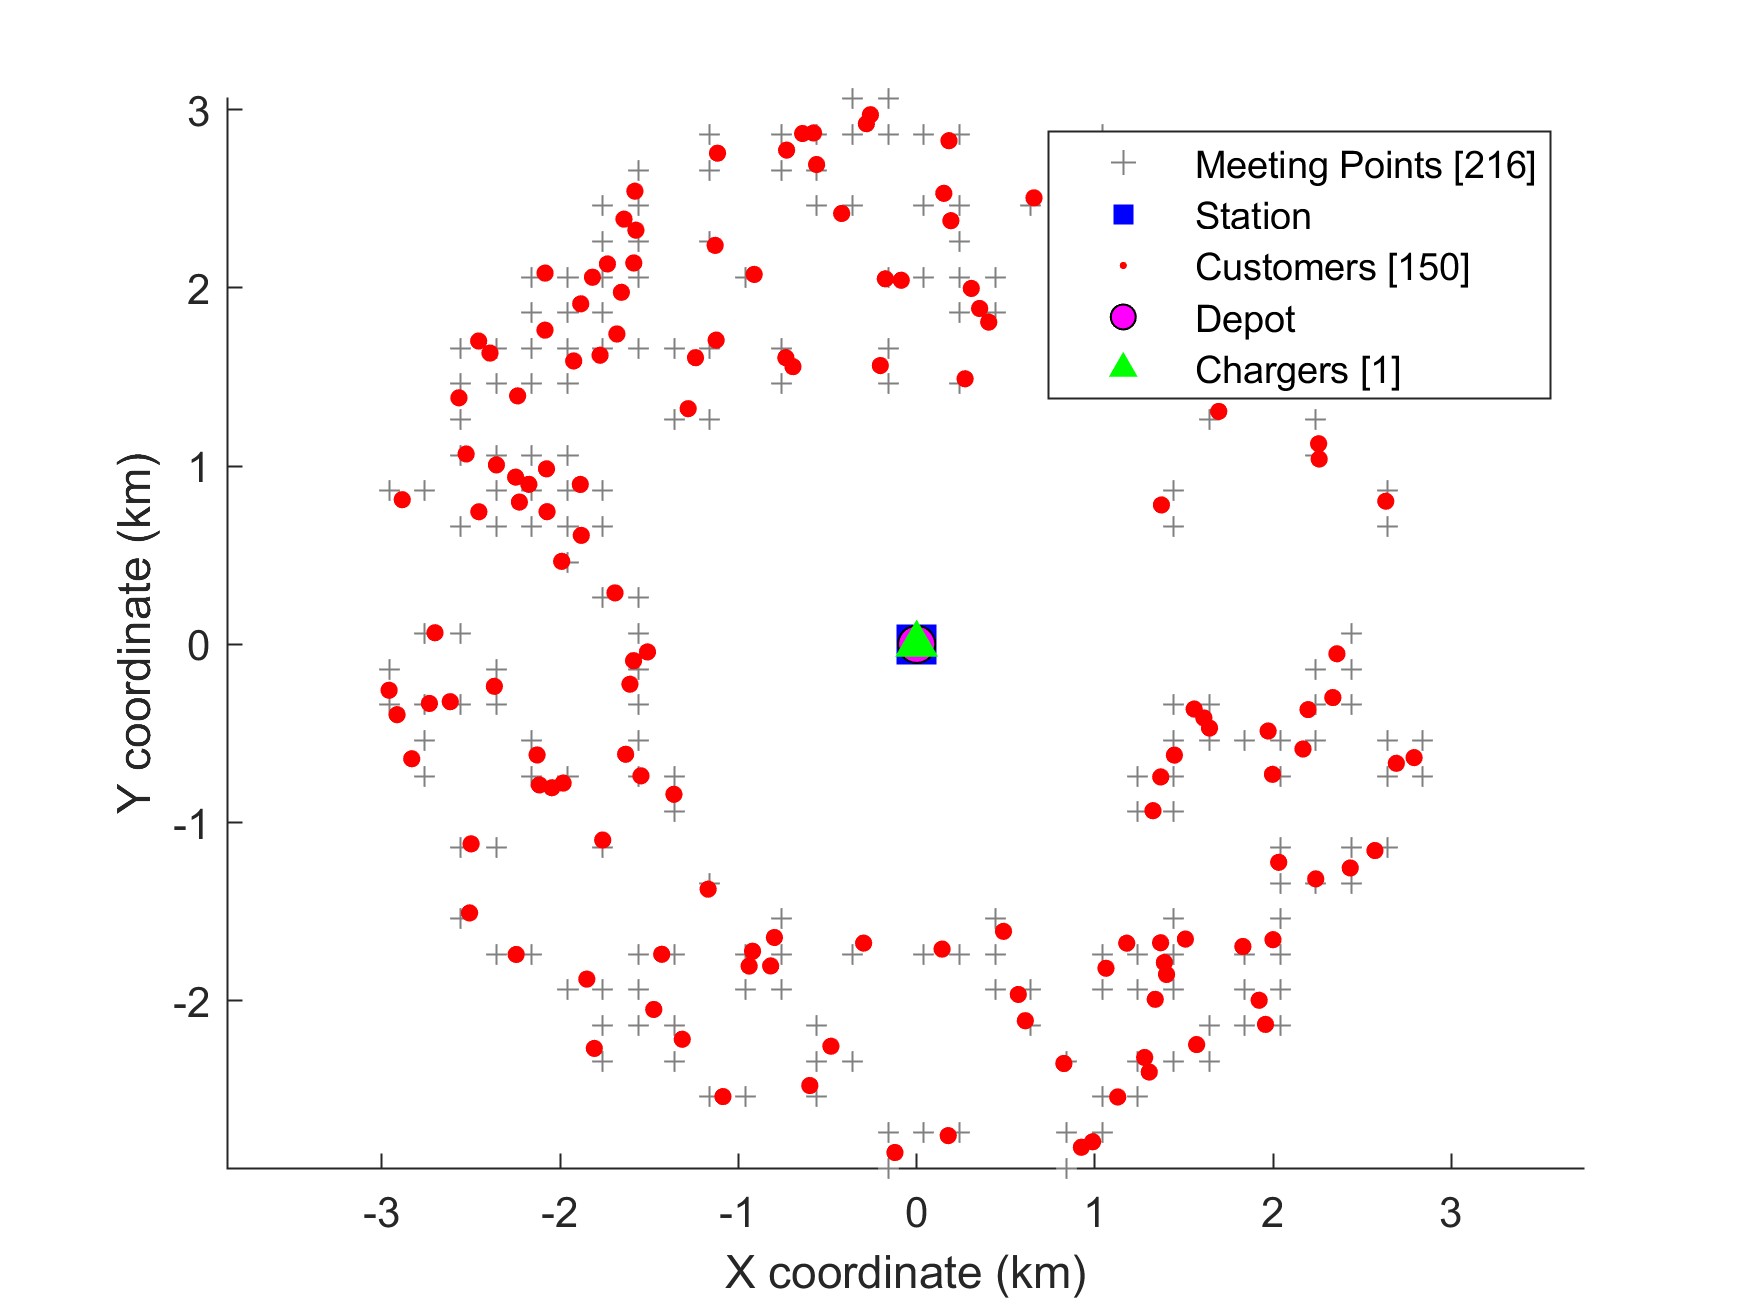 3
2
1
0
-1
-2
Y coordinate (km)
Meeting Points [216]
Station
Customers [150]
Depot
Chargers [1]
-3 -2 -1 0 1 2 3
X coordinate (km)